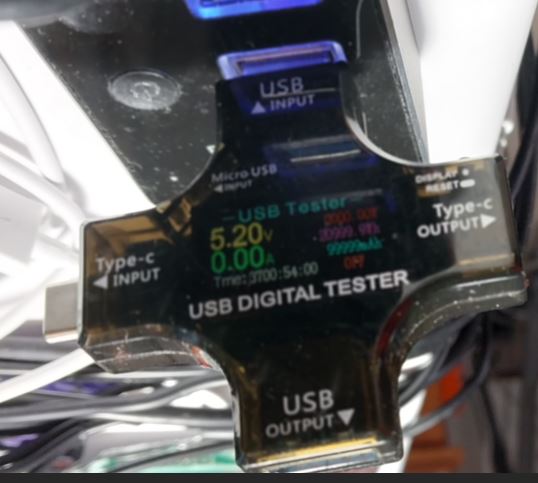 USB
▲ INPUT
Micro USB
◀INPUT
DISPLAY
RESET
USB Tester
5.20V
0.00A
99999mAh
OFF
Type-c
◀ INPUT
Type-c
OUTPUT▶
USB DIGITAL TESTER
USB
OUTPUT▼